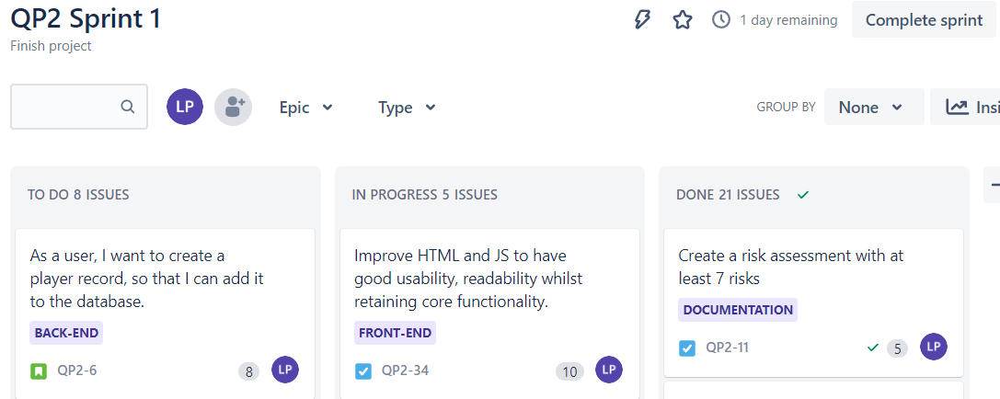 QP2 Sprint 1
1 day remaining
Complete sprint
Finish project
LP
Epic
Type
GROUP BY
None
Insi
TO DO 8 ISSUES
As a user, I want to create a
player record, so that I can add it
to the database.
BACK-END
QP2-6
8
LP
IN PROGRESS 5 ISSUES
Improve HTML and JS to have
good usability, readability whilst
retaining core functionality.
FRONT-END
QP2-34
10
LP
DONE 21 ISSUES
Create a risk assessment with at
least 7 risks
DOCUMENTATION
QP2-11
5
LP